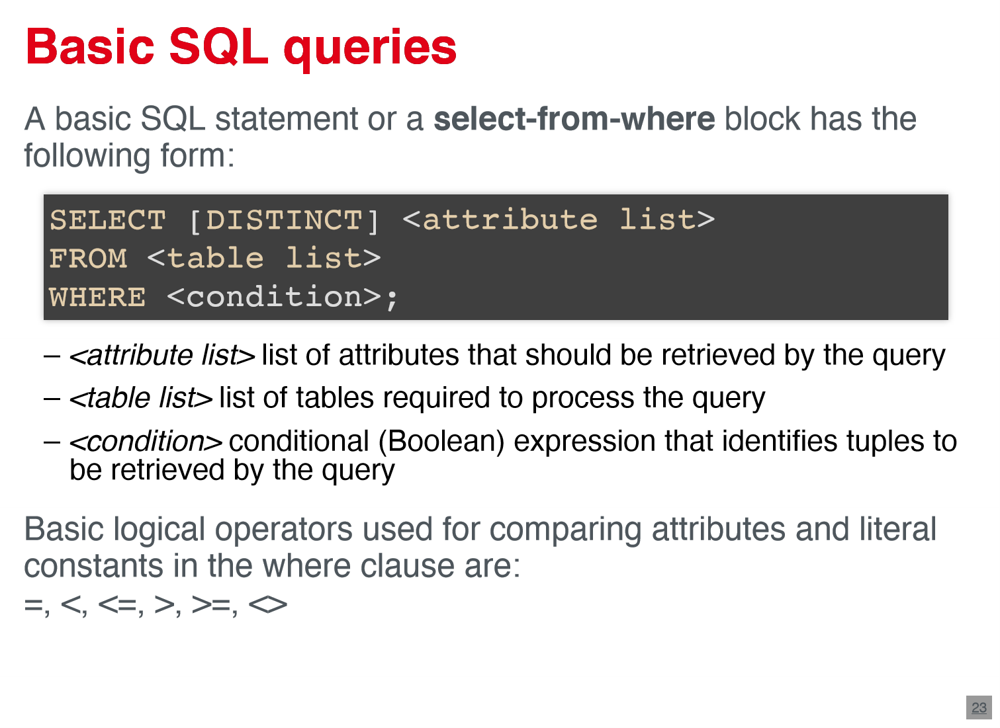 Basic SQL queries
A basic SQL statement or a select-from-where block has the
following form:
SELECT [DISTINCT] <attribute list>
FROM <table list>
WHERE <condition>;
– <attribute list> list of attributes that should be retrieved by the query
– <table list> list of tables required to process the query
– <condition> conditional (Boolean) expression that identifies tuples to
be retrieved by the query
Basic logical operators used for comparing attributes and literal
constants in the where clause are:
=, <, <=, >, >=, <>
23